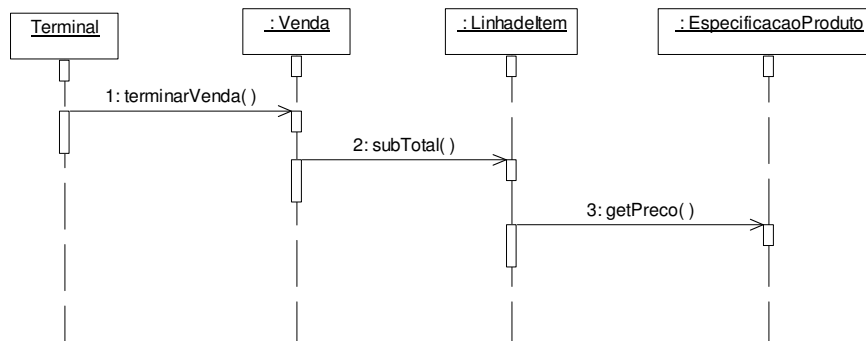 Terminal
: Venda
: LinhadeItem
: EspecificacaoProduto
1: terminarVenda( )
2: subTotal( )
3: getPreco( )